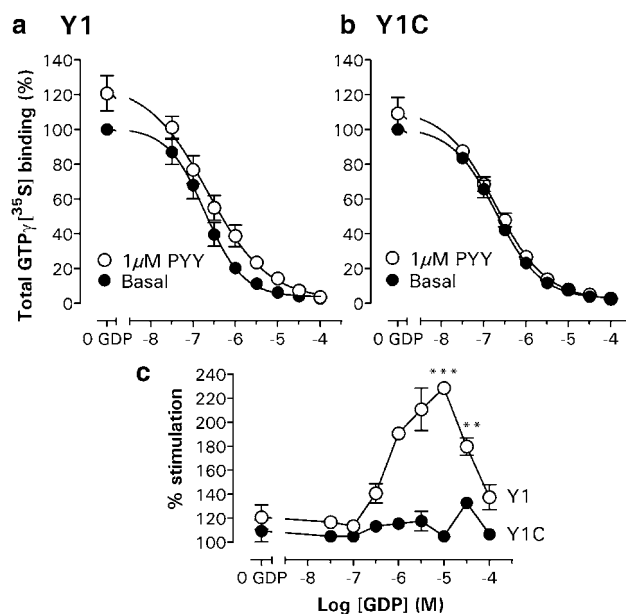 a Y1
b Y1C
Total GTPγ[³⁵S] binding (%)
140
120
100
80
60
40
20
0
1μM PYY
Basal
0 GDP -8 -7 -6 -5 -4
140
120
100
80
60
40
20
0
1μM PYY
Basal
0 GDP -8 -7 -6 -5 -4
c
% stimulation
240
220
200
180
160
140
120
100
***
**
Y1
Y1C
0 GDP -8 -7 -6 -5 -4
Log [GDP] (M)